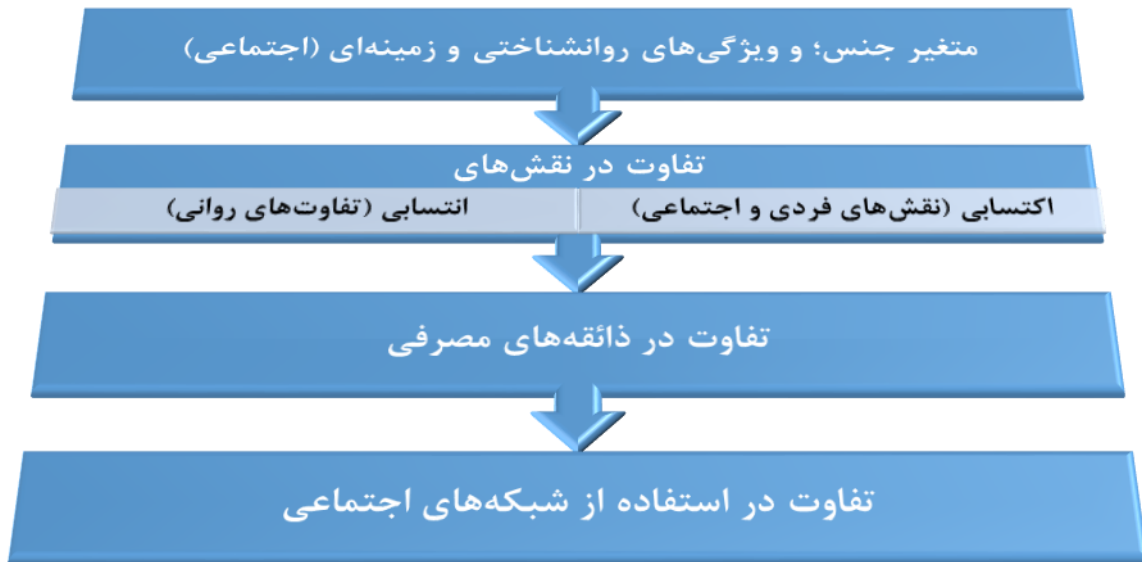 متغیر جنس؛ و ویژگی‌های روانشناختی و زمینه‌ای (اجتماعی)
تفاوت در نقش‌های
اکتسابی (نقش‌های فردی و اجتماعی)
انتسابی (تفاوت‌های روانی)
تفاوت در ذائقه‌های مصرفی
تفاوت در استفاده از شبکه‌های اجتماعی